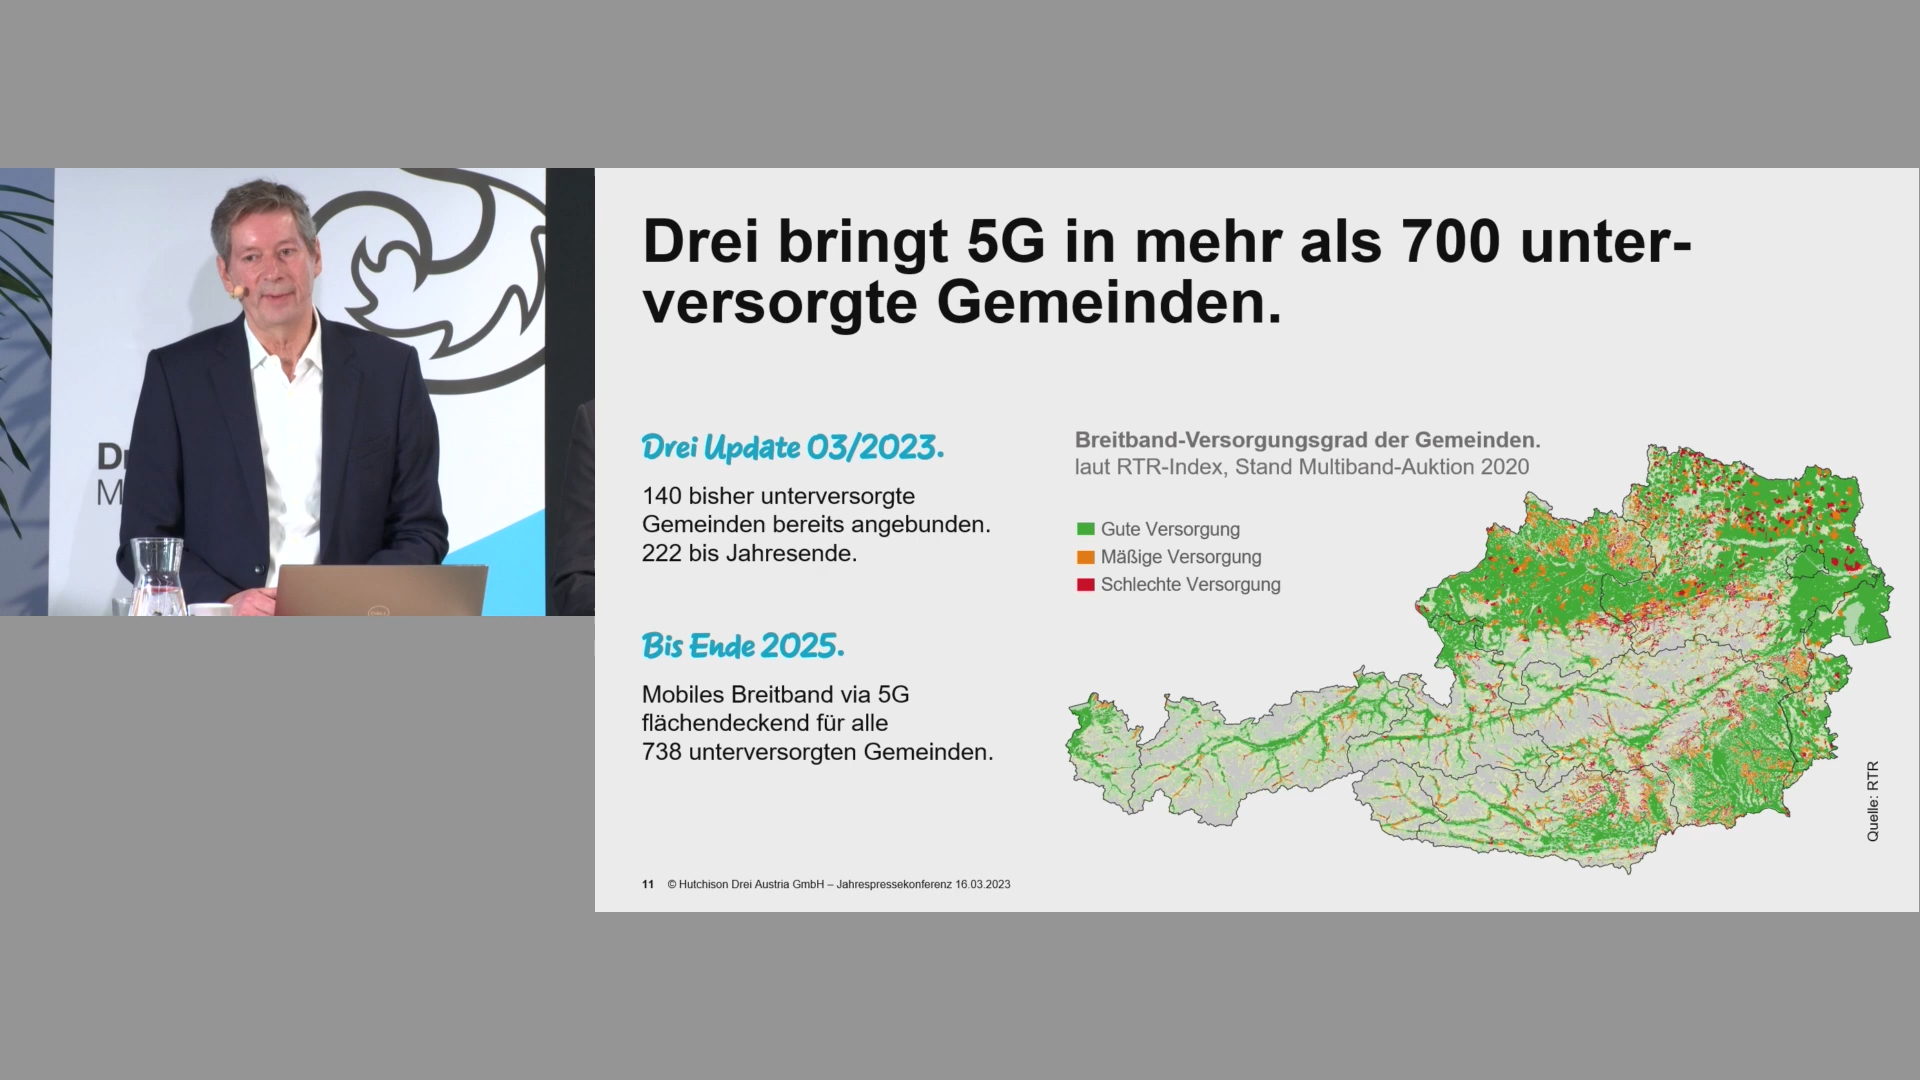 Drei bringt 5G in mehr als 700 unter-
versorgte Gemeinden.
Drei Update 03/2023.
140 bisher unterversorgte
Gemeinden bereits angebunden.
222 bis Jahresende.
Bis Ende 2025.
Mobiles Breitband via 5G
flächendeckend für alle
738 unterversorgten Gemeinden.
Breitband-Versorgungsgrad der Gemeinden.
laut RTR-Index, Stand Multiband-Auktion 2020
Gute Versorgung
Mäßige Versorgung
Schlechte Versorgung
Quelle: RTR
11 © Hutchison Drei Austria GmbH – Jahrespressekonferenz 16.03.2023